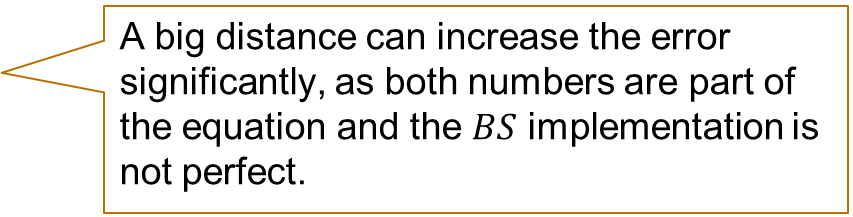 A big distance can increase the error
significantly, as both numbers are part of
the equation and the BS implementation is
not perfect.